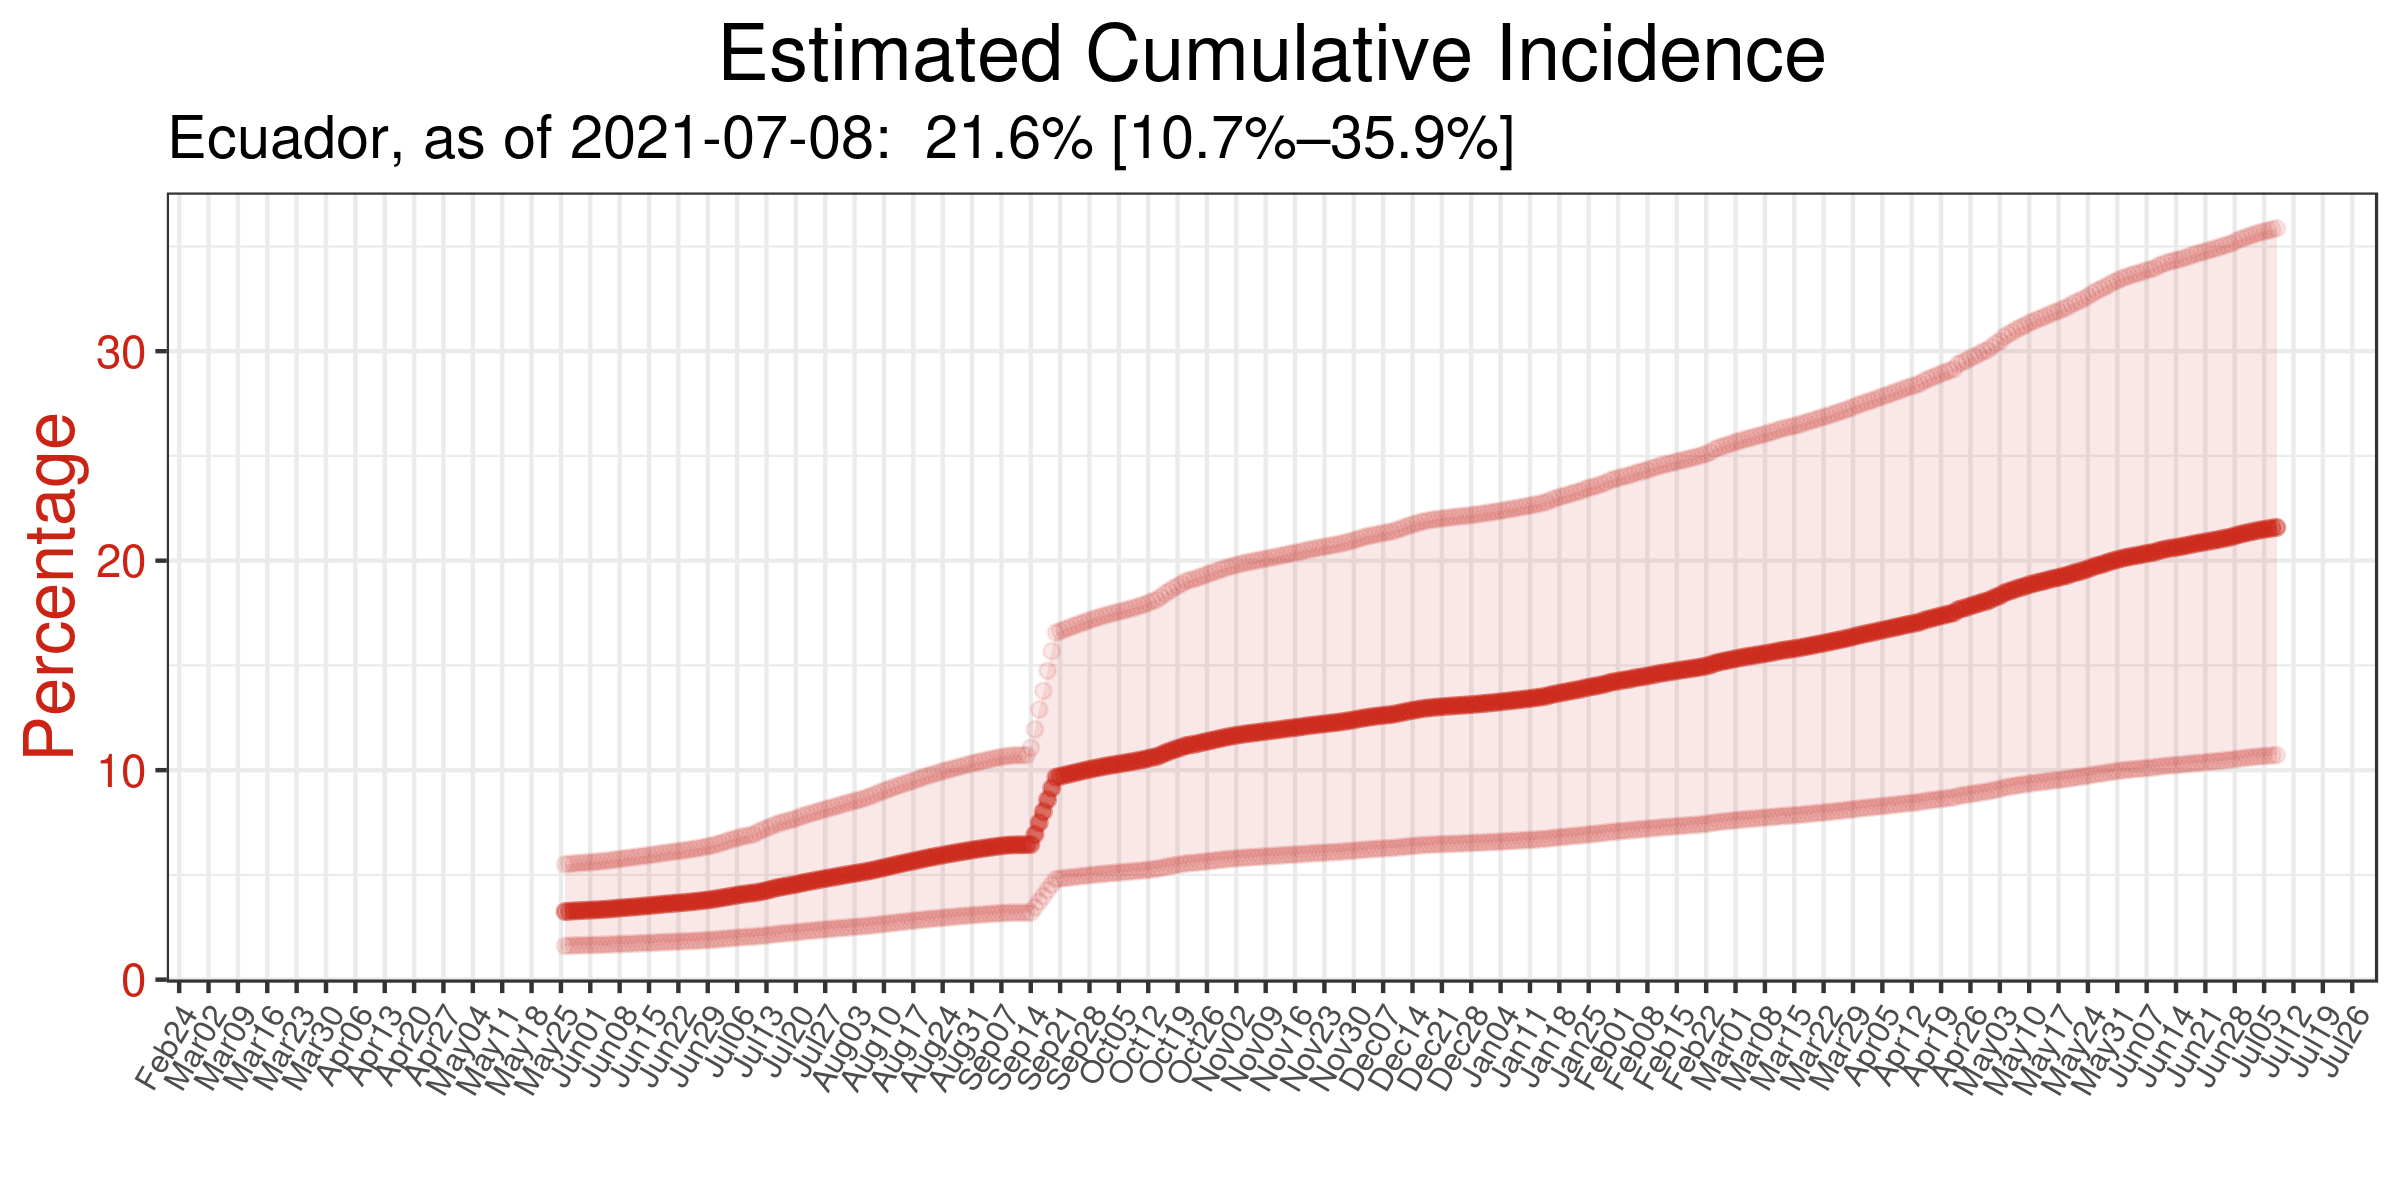 Estimated Cumulative Incidence
Ecuador, as of 2021-07-08:  21.6% [10.7%–35.9%]
Percentage
30
20
10
0
Feb24
Mar02
Mar09
Mar16
Mar23
Mar30
Apr06
Apr13
Apr20
Apr27
May04
May11
May18
May25
Jun01
Jun08
Jun15
Jun22
Jun29
Jul06
Jul13
Jul20
Jul27
Aug03
Aug10
Aug17
Aug24
Aug31
Sep07
Sep14
Sep21
Sep28
Oct05
Oct12
Oct19
Oct26
Nov02
Nov09
Nov16
Nov23
Nov30
Dec07
Dec14
Dec21
Dec28
Jan04
Jan11
Jan18
Jan25
Feb01
Feb08
Feb15
Feb22
Mar01
Mar08
Mar15
Mar22
Mar29
Apr05
Apr12
Apr19
Apr26
May03
May10
May17
May24
May31
Jun07
Jun14
Jun21
Jun28
Jul05
Jul12
Jul19
Jul26